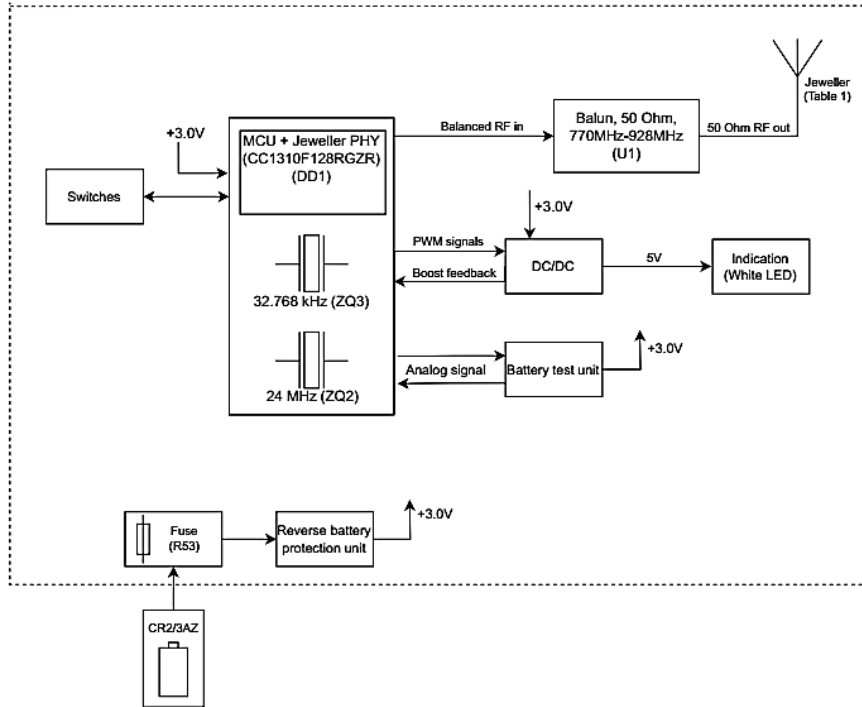 Jeweller
(Table 1)
Balun, 50 Ohm,
770MHz-928MHz
(U1)
Balanced RF in
50 Ohm RF out
+3.0V
MCU + Jeweller PHY
(CC1310F128RGZR)
(DD1)
Switches
+3.0V
PWM signals
Boost feedback
DC/DC
5V
Indication
(White LED)
32.768 kHz (ZQ3)
+3.0V
Analog signal
Battery test unit
24 MHz (ZQ2)
Fuse
(R53)
Reverse battery
protection unit
+3.0V
CR2/3AZ